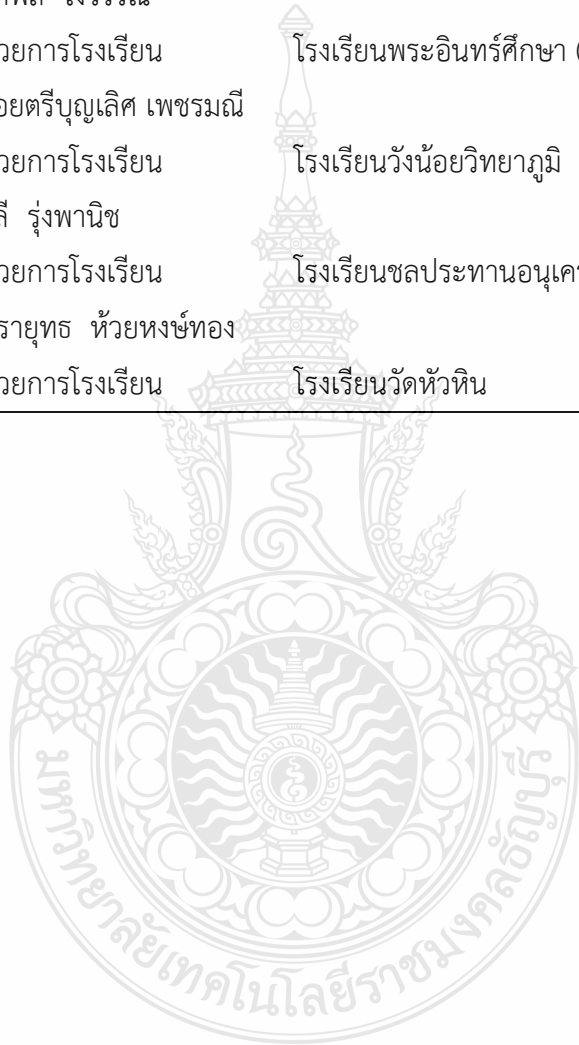 วยการโรงเรียน โรงเรียนพระอินทร์ศึกษา (
อยตรีบุญเลิศ เพชรมณี
วยการโรงเรียน โรงเรียนวังน้อยวิทยาภูมิ
ลี รุ่งพานิช
วยการโรงเรียน โรงเรียนชลประทานอนุเคร
รายุทธ ห้วยหงษ์ทอง
วยการโรงเรียน โรงเรียนวัดหัวหิน
มหาวิทยาลัยเทคโนโลยีราชมงคลธัญบุรี